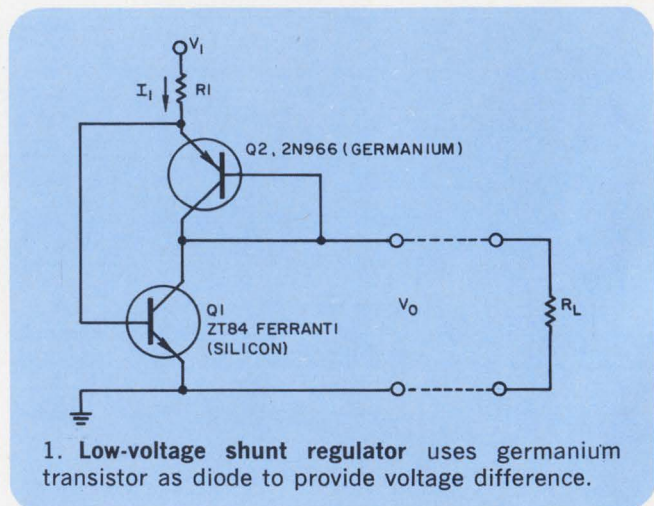 V1
I1
R1
Q2, 2N966 (GERMANIUM)
Q1
ZT84 FERRANTI
(SILICON)
VO
RL
1. Low-voltage shunt regulator uses germanium
transistor as diode to provide voltage difference.